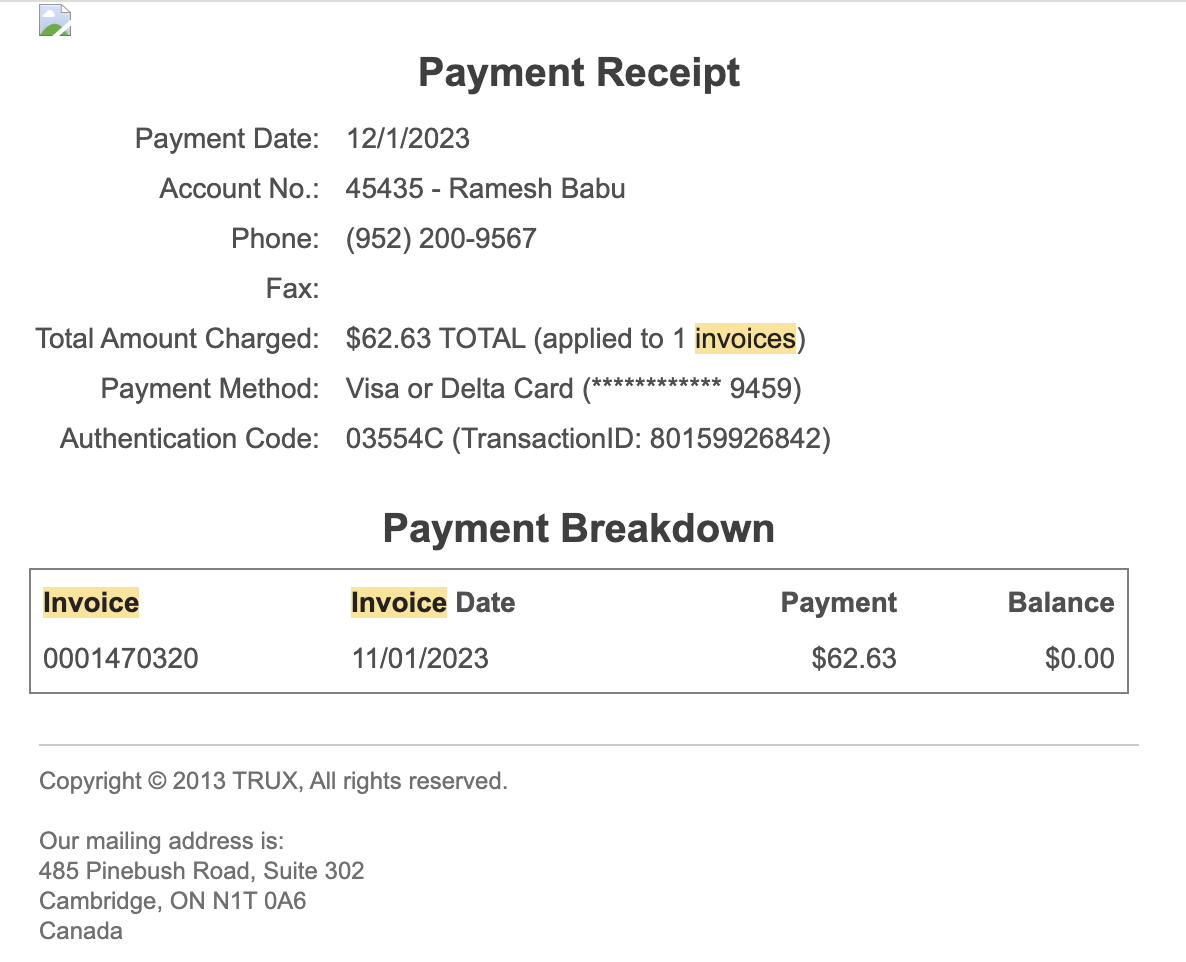 Payment Receipt
Payment Date: 12/1/2023
Account No.: 45435 - Ramesh Babu
Phone: (952) 200-9567
Fax:
Total Amount Charged: $62.63 TOTAL (applied to 1 invoices)
Payment Method: Visa or Delta Card (************ 9459)
Authentication Code: 03554C (TransactionID: 80159926842)
Payment Breakdown
Invoice Invoice Date Payment Balance
0001470320 11/01/2023 $62.63 $0.00
Copyright © 2013 TRUX, All rights reserved.
Our mailing address is:
485 Pinebush Road, Suite 302
Cambridge, ON N1T 0A6
Canada